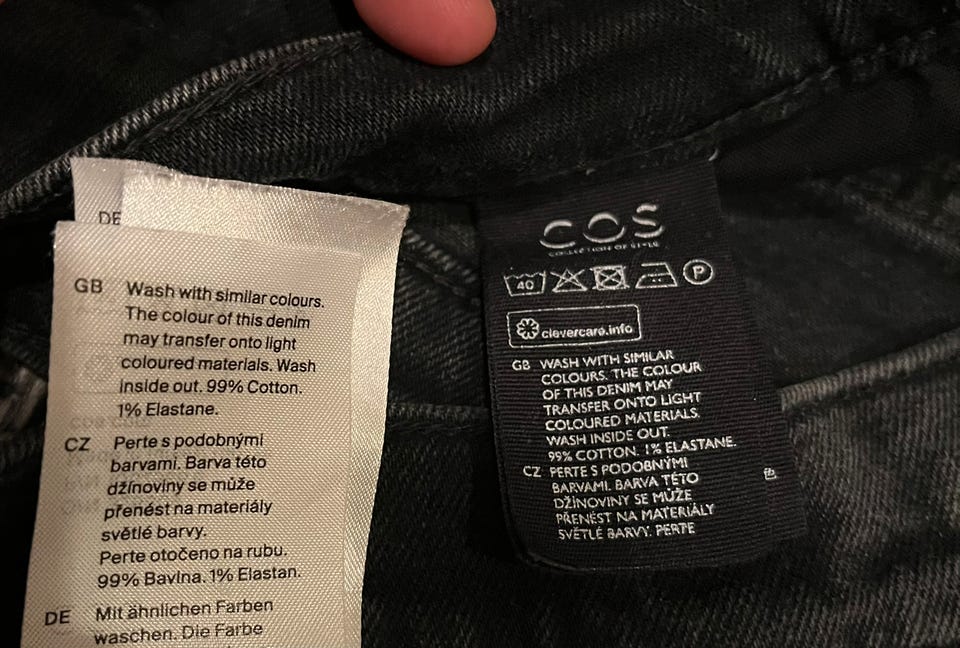 DE
GB Wash with similar colours.
The colour of this denim
may transfer onto light
coloured materials. Wash
inside out. 99% Cotton.
1% Elastane.
CZ Perte s podobnými
barvami. Barva této
džínoviny se může
přenést na materiály
světlé barvy.
Perte otočeno na rubu.
99% Bavlna. 1% Elastan.
DE Mit ähnlichen Farben
waschen. Die Farbe
COS
COLLECTION OF STYLE
40 P
clevercare.info
GB WASH WITH SIMILAR
COLOURS. THE COLOUR
OF THIS DENIM MAY
TRANSFER ONTO LIGHT
COLOURED MATERIALS.
WASH INSIDE OUT.
99% COTTON. 1% ELASTANE.
CZ PERTE S PODOBNÝMI
BARVAMI. BARVA TÉTO
DŽÍNOVINY SE MŮŽE
PŘENÉST NA MATERIÁLY
SVĚTLÉ BARVY. PERTE